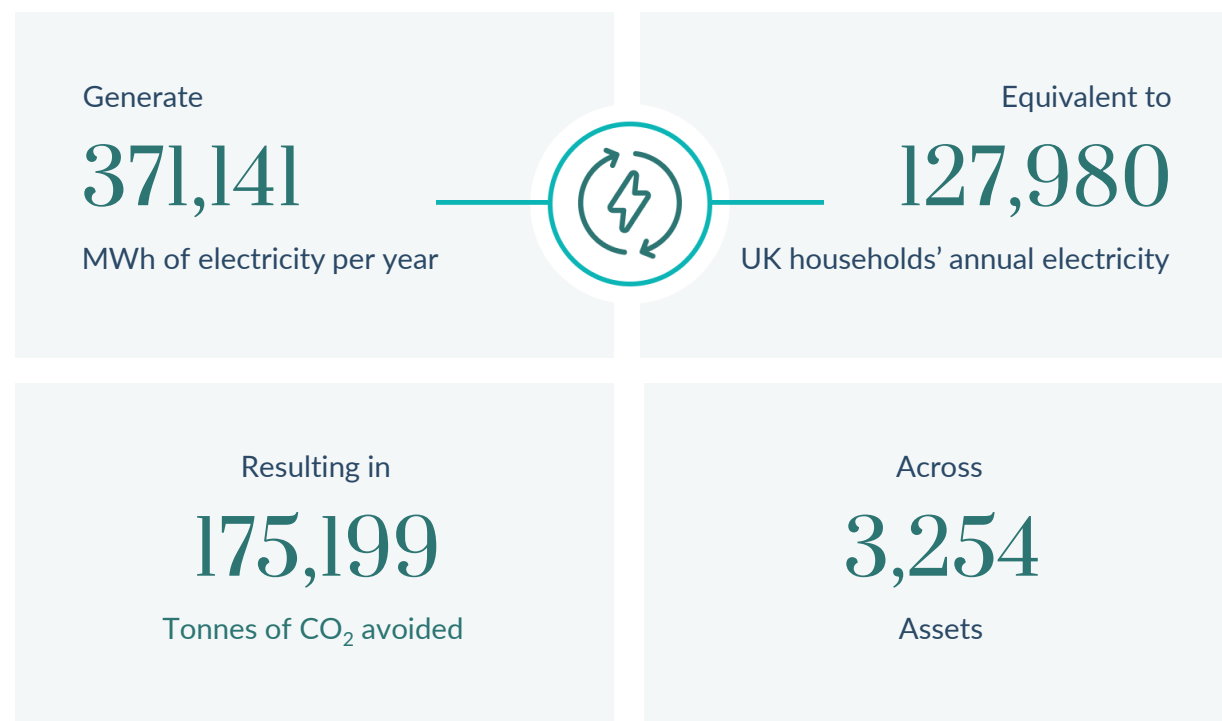 Generate
371,141
MWh of electricity per year
Equivalent to
127,980
UK households’ annual electricity
Resulting in
175,199
Tonnes of CO₂ avoided
Across
3,254
Assets